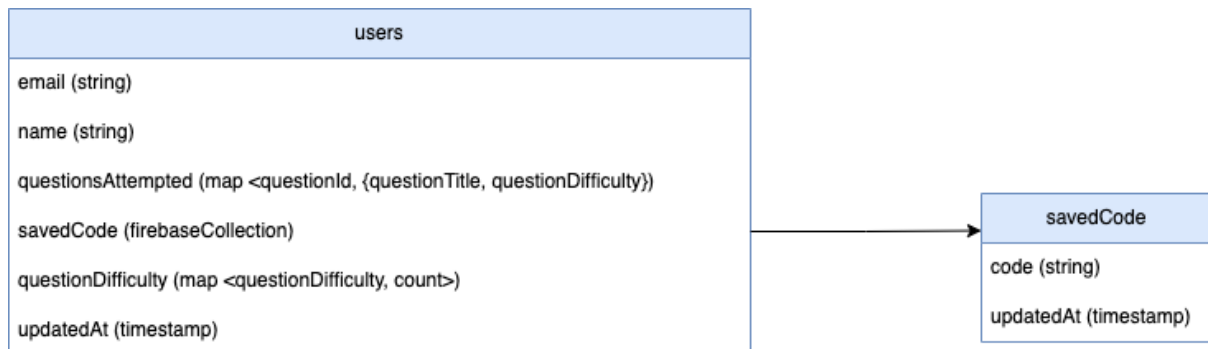 users
email (string)
name (string)
questionsAttempted (map <questionId, {questionTitle, questionDifficulty})
savedCode (firebaseCollection)
questionDifficulty (map <questionDifficulty, count>)
updatedAt (timestamp)
savedCode
code (string)
updatedAt (timestamp)